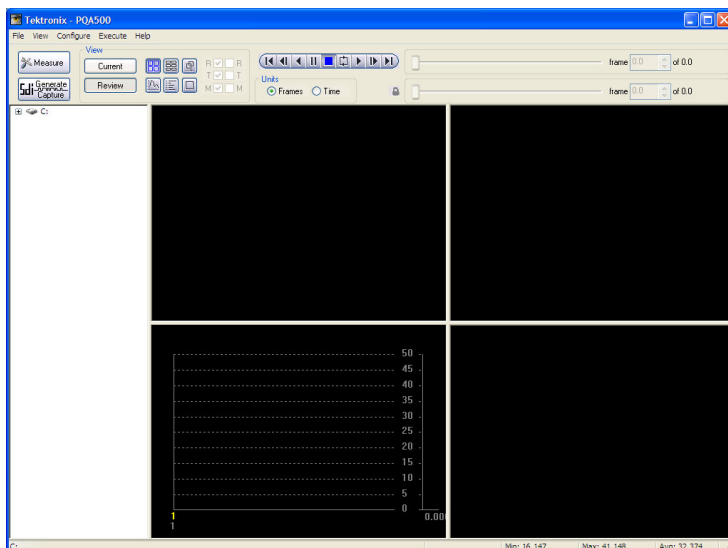 Tektronix - PQA500
File View Configure Execute Help
Measure
Generate
Sdi
Capture
View
Current
Review
R R
T T
M M
Units
Frames Time
frame 0.0 of 0.0
frame 0.0 of 0.0
C:
50
45
40
35
30
25
20
15
10
5
0
1
1
C: Min: 16.147 Max: 41.148 Avg: 32.374